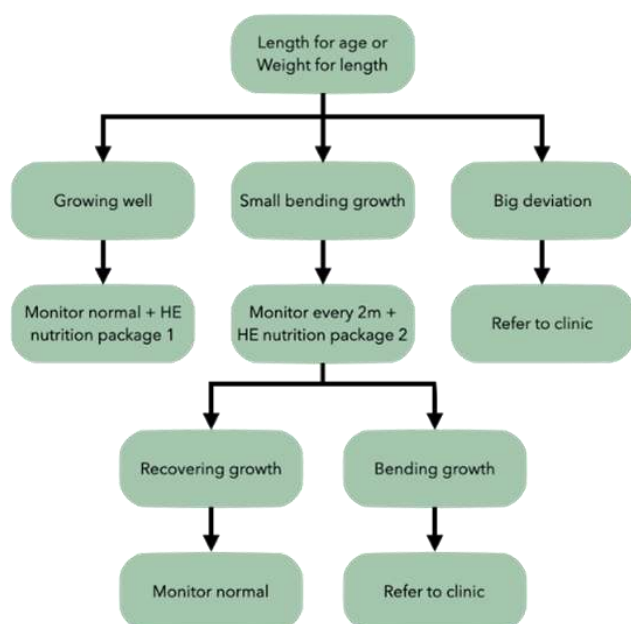 Length for age or
Weight for length
Growing well
Small bending growth
Big deviation
Monitor normal + HE
nutrition package 1
Monitor every 2m +
HE nutrition package 2
Refer to clinic
Recovering growth
Bending growth
Monitor normal
Refer to clinic